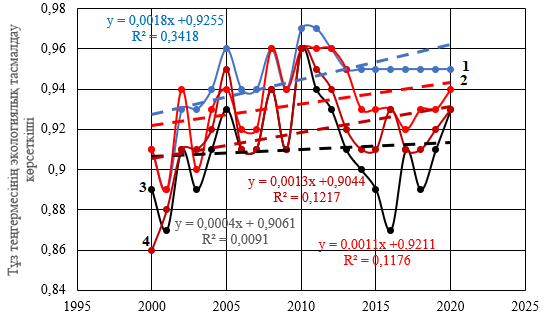 Тұз теңгермесінің экологиялық тасмалдау
көрсеткіші
0,98
0,96
0,94
0,92
0,9
0,88
0,86
0,84
y = 0,0018x +0,9255
R² = 0,3418
1
2
3
4
y = 0,0013x +0,9044
R² = 0,1217
y = 0,0004x + 0,9061
R² = 0,0091
y = 0,0011x +0,9211
R² = 0,1176
1995
2000
2005
2010
2015
2020
2025